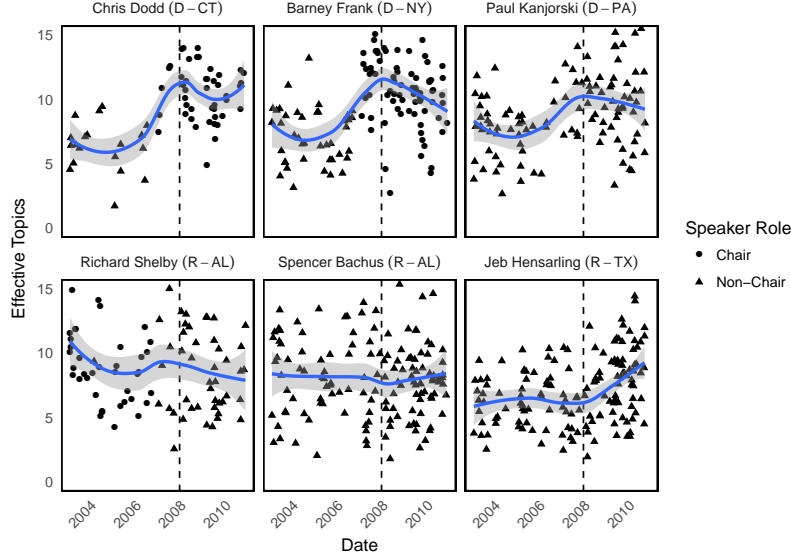 Chris Dodd (D−CT) Barney Frank (D−NY) Paul Kanjorski (D−PA)
15
10
5
0
Richard Shelby (R−AL) Spencer Bachus (R−AL) Jeb Hensarling (R−TX)
15
10
5
0
2004 2006 2008 2010 2004 2006 2008 2010 2004 2006 2008 2010
Effective Topics
Date
Speaker Role
Chair
Non−Chair